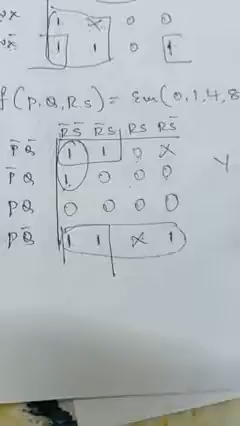 1 X 0 0
1 1 0 1
f(P,Q,RS) = Σm(0,1,4,8
R̄S̄ R̄S RS RS̄
P̄Q̄ 1 1 0 X
P̄Q 1 0 0 0
PQ 0 0 0 0
PQ̄ 1 1 X 1
Y